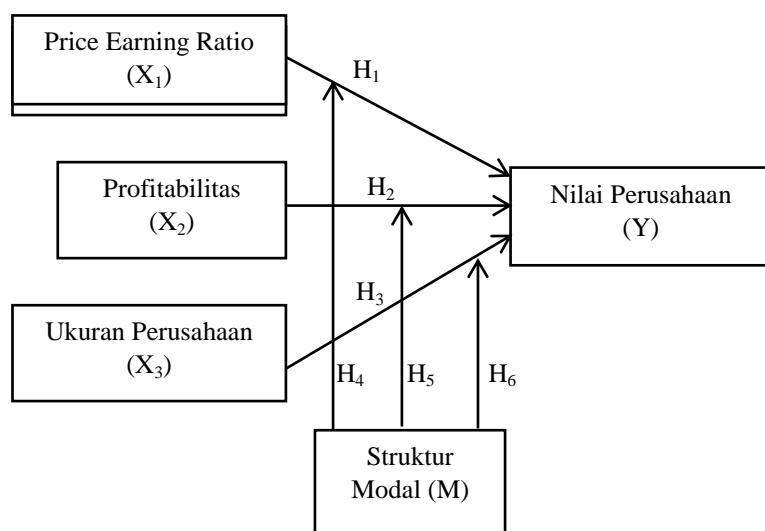 Price Earning Ratio
(X₁)
H₁
Profitabilitas
(X₂)
H₂
Nilai Perusahaan
(Y)
H₃
Ukuran Perusahaan
(X₃)
H₄
H₅
H₆
Struktur
Modal (M)